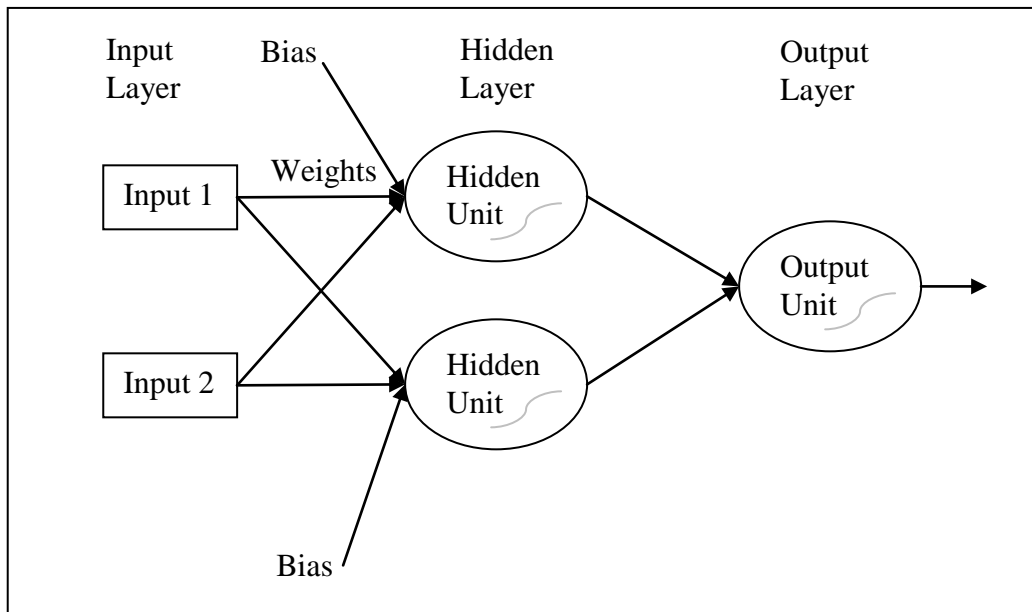 Input
Layer
Bias
Hidden
Layer
Output
Layer
Weights
Input 1
Hidden
Unit
Output
Unit
Input 2
Hidden
Unit
Bias